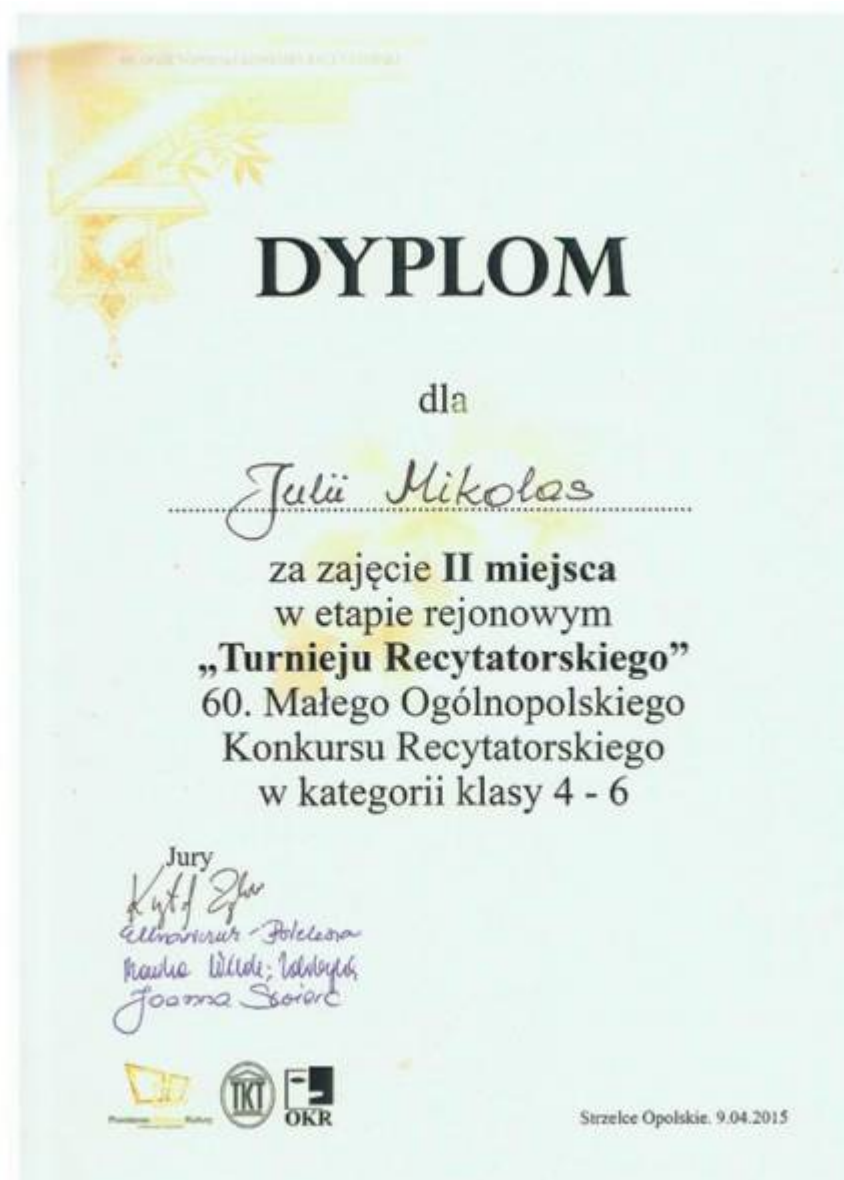 DYPLOM
dla
Julii Mikolas
za zajęcie II miejsca
w etapie rejonowym
„Turnieju Recytatorskiego”
60. Małego Ogólnopolskiego
Konkursu Recytatorskiego
w kategorii klasy 4 - 6
Jury
Joanna
TKT
OKR
Strzelce Opolskie. 9.04.2015